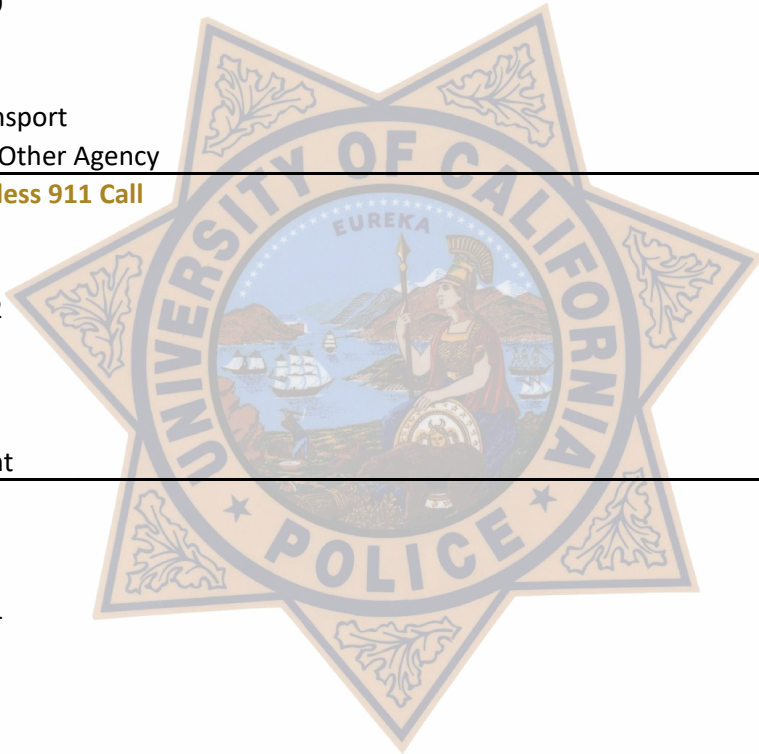 nsport
Other Agency
less 911 Call
UNIVERSITY OF CALIFORNIA
EUREKA
POLICE